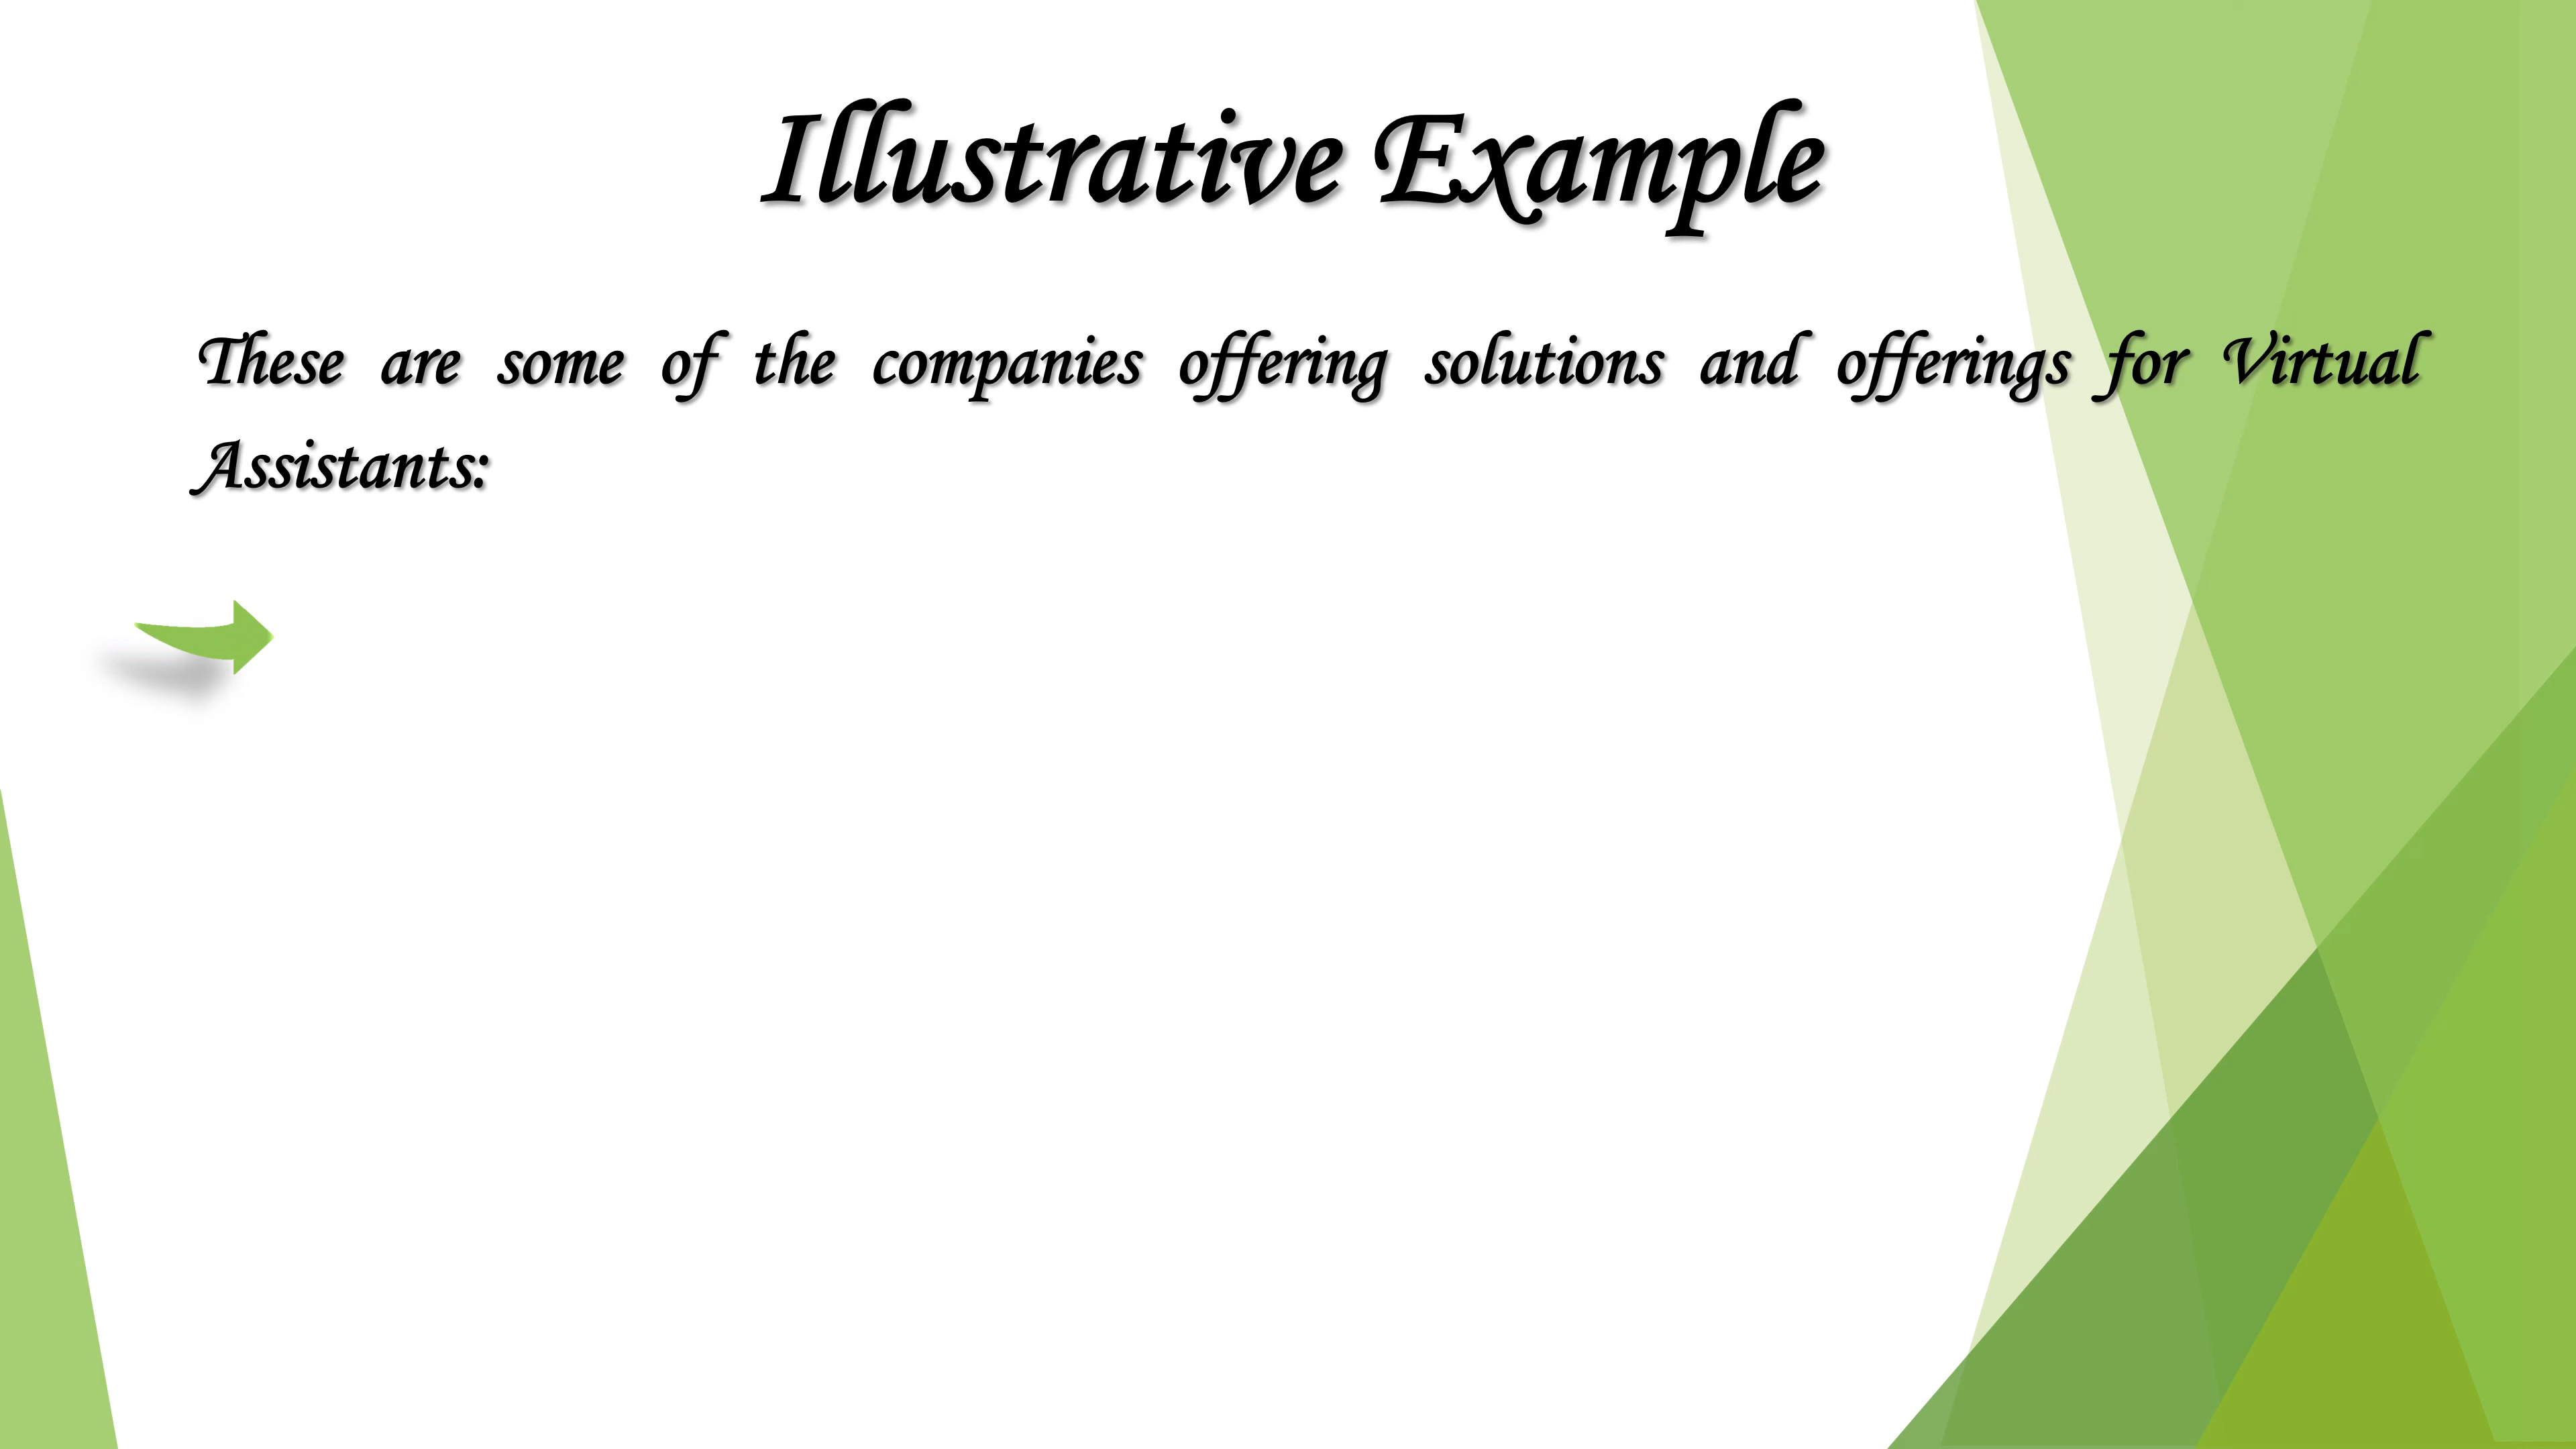 Illustrative Example
These are some of the companies offering solutions and offerings for Virtual
Assistants: